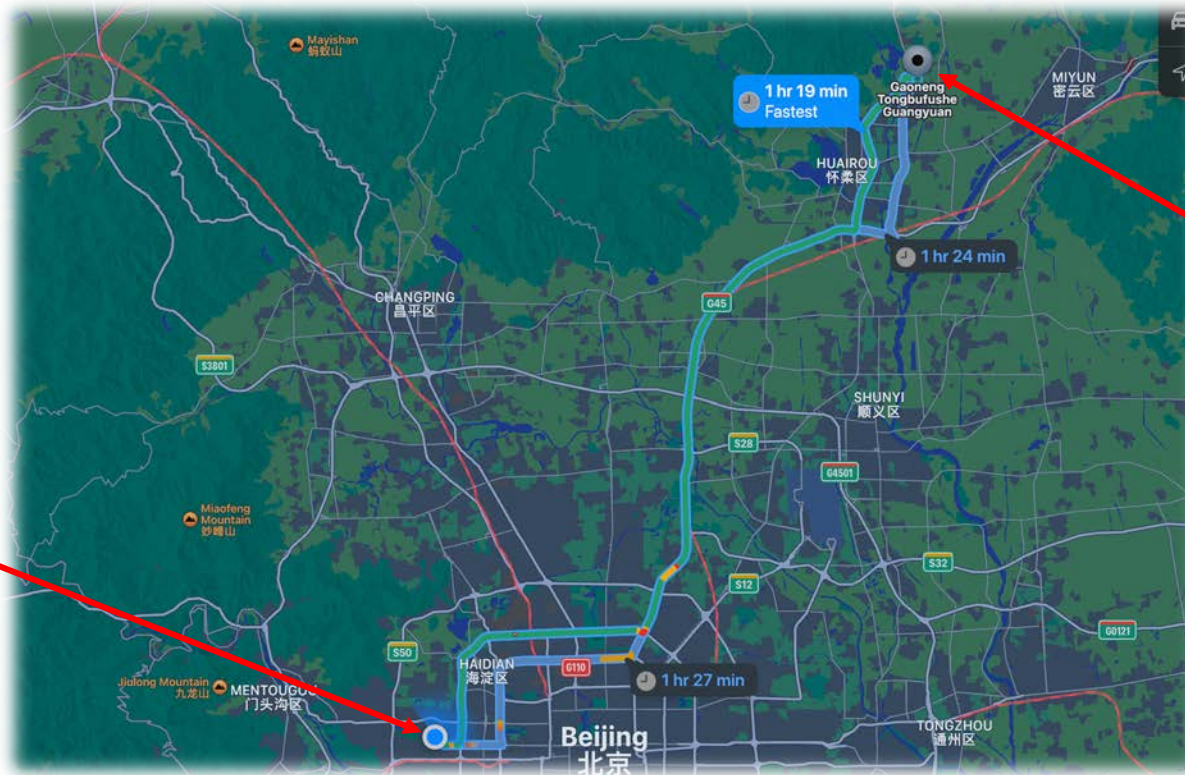 Mayishan
蚂蚁山
1 hr 19 min
Fastest
Gaoneng
Tongbufushe
Guangyuan
MIYUN
密云区
HUAIROU
怀柔区
1 hr 24 min
CHANGPING
昌平区
G45
S3801
SHUNYI
顺义区
S28
G4501
Miaofeng
Mountain
妙峰山
S32
S12
G0121
S50
HAIDIAN
海淀区
G110
1 hr 27 min
Jiulong Mountain
九龙山
MENTOUGOU
门头沟区
Beijing
北京
TONGZHOU
通州区